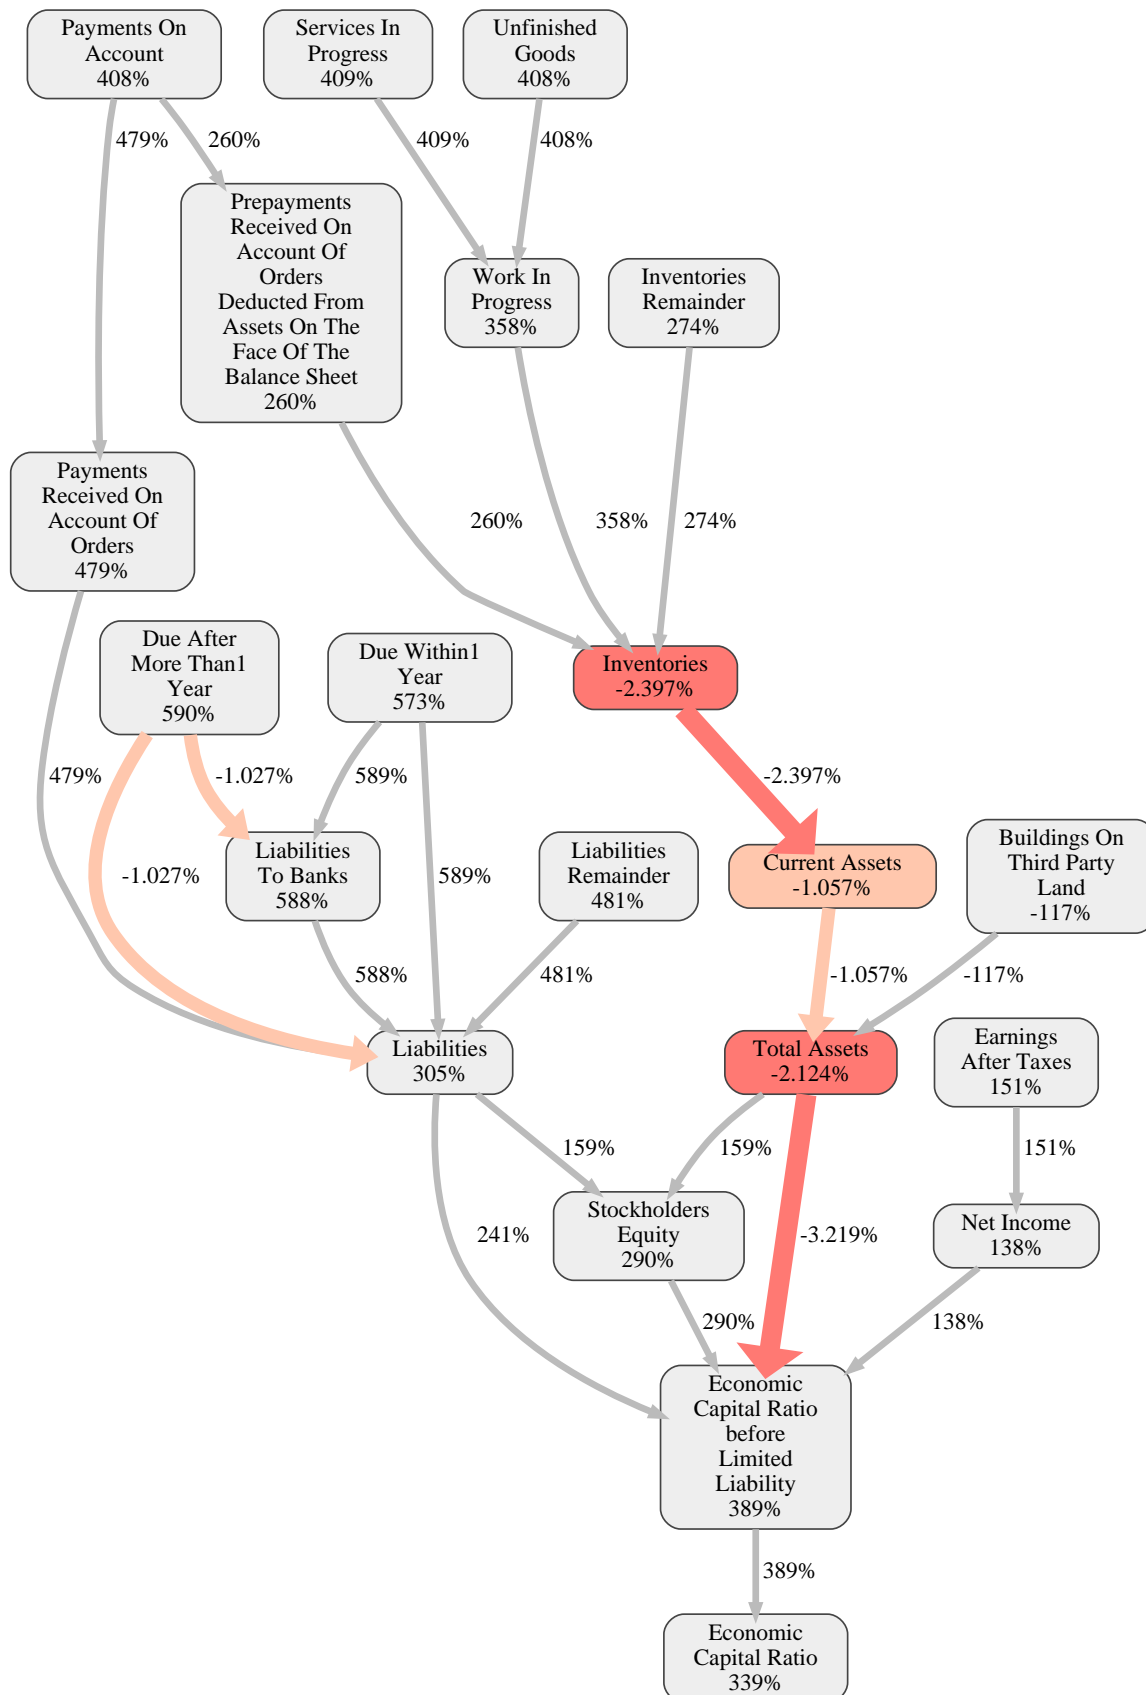 Payments On
Account
408%
Services In
Progress
409%
Unfinished
Goods
408%
479%
260%
409%
408%
Prepayments
Received On
Account Of
Orders
Deducted From
Assets On The
Face Of The
Balance Sheet
260%
Work In
Progress
358%
Inventories
Remainder
274%
Payments
Received On
Account Of
Orders
479%
260%
358%
274%
Due After
More Than1
Year
590%
Due Within1
Year
573%
Inventories
-2.397%
479%
-1.027%
589%
-2.397%
Liabilities
To Banks
588%
Liabilities
Remainder
481%
Current Assets
-1.057%
Buildings On
Third Party
Land
-117%
-1.027%
589%
588%
481%
-1.057%
-117%
Liabilities
305%
Total Assets
-2.124%
Earnings
After Taxes
151%
159%
159%
151%
241%
Stockholders
Equity
290%
-3.219%
Net Income
138%
290%
138%
Economic
Capital Ratio
before
Limited
Liability
389%
389%
Economic
Capital Ratio
339%